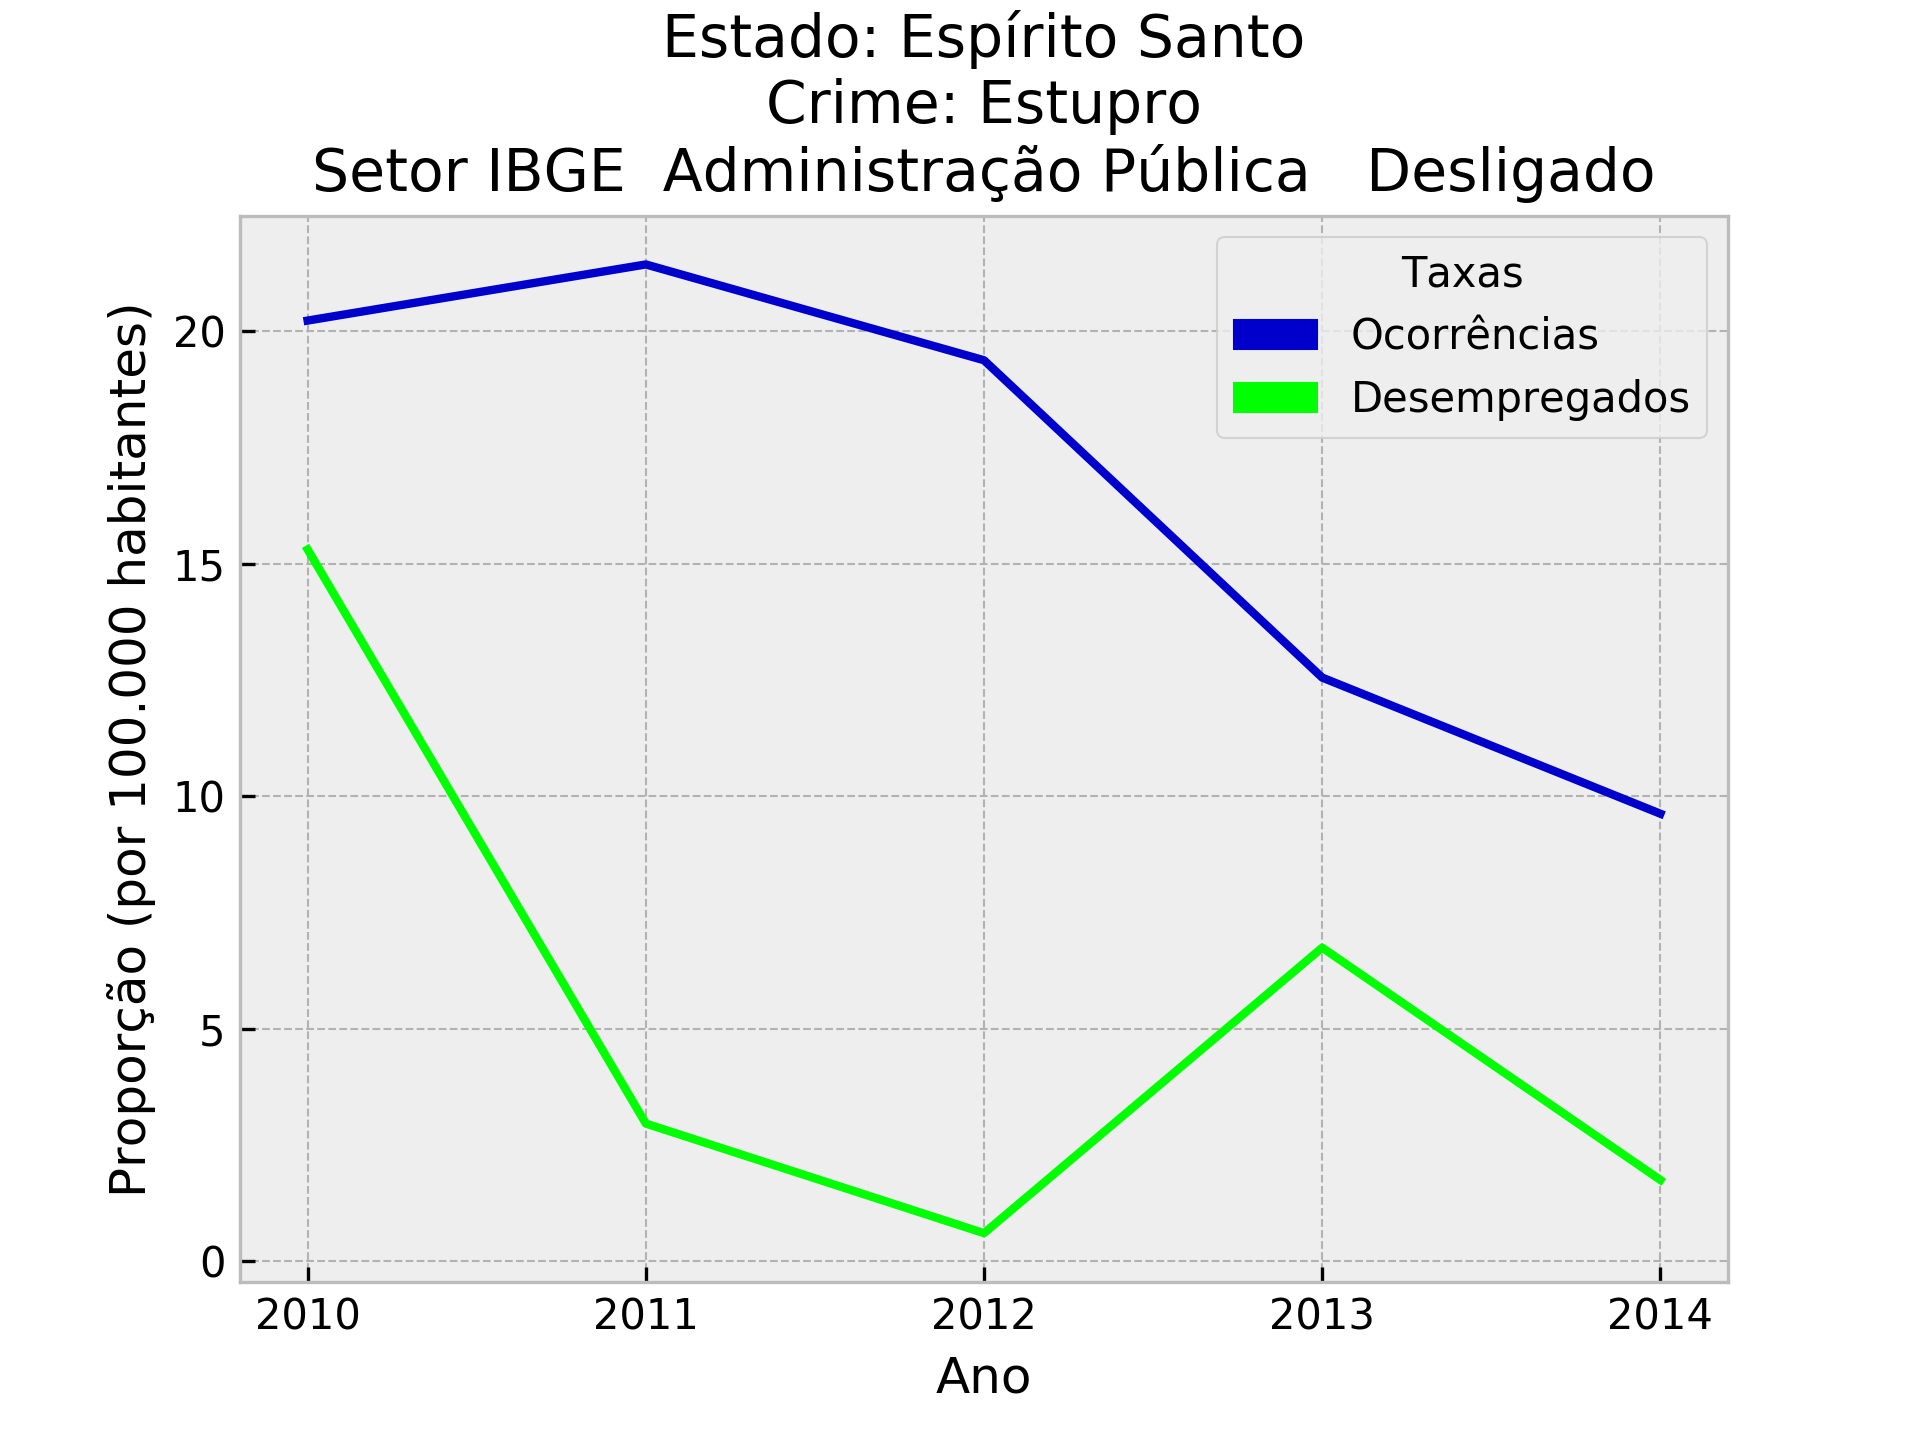 Estado: Espírito Santo
Crime: Estupro
Setor IBGE  Administração Pública   Desligado
Taxas
Ocorrências
Desempregados
Proporção (por 100.000 habitantes)
20
15
10
5
0
2010 2011 2012 2013 2014
Ano